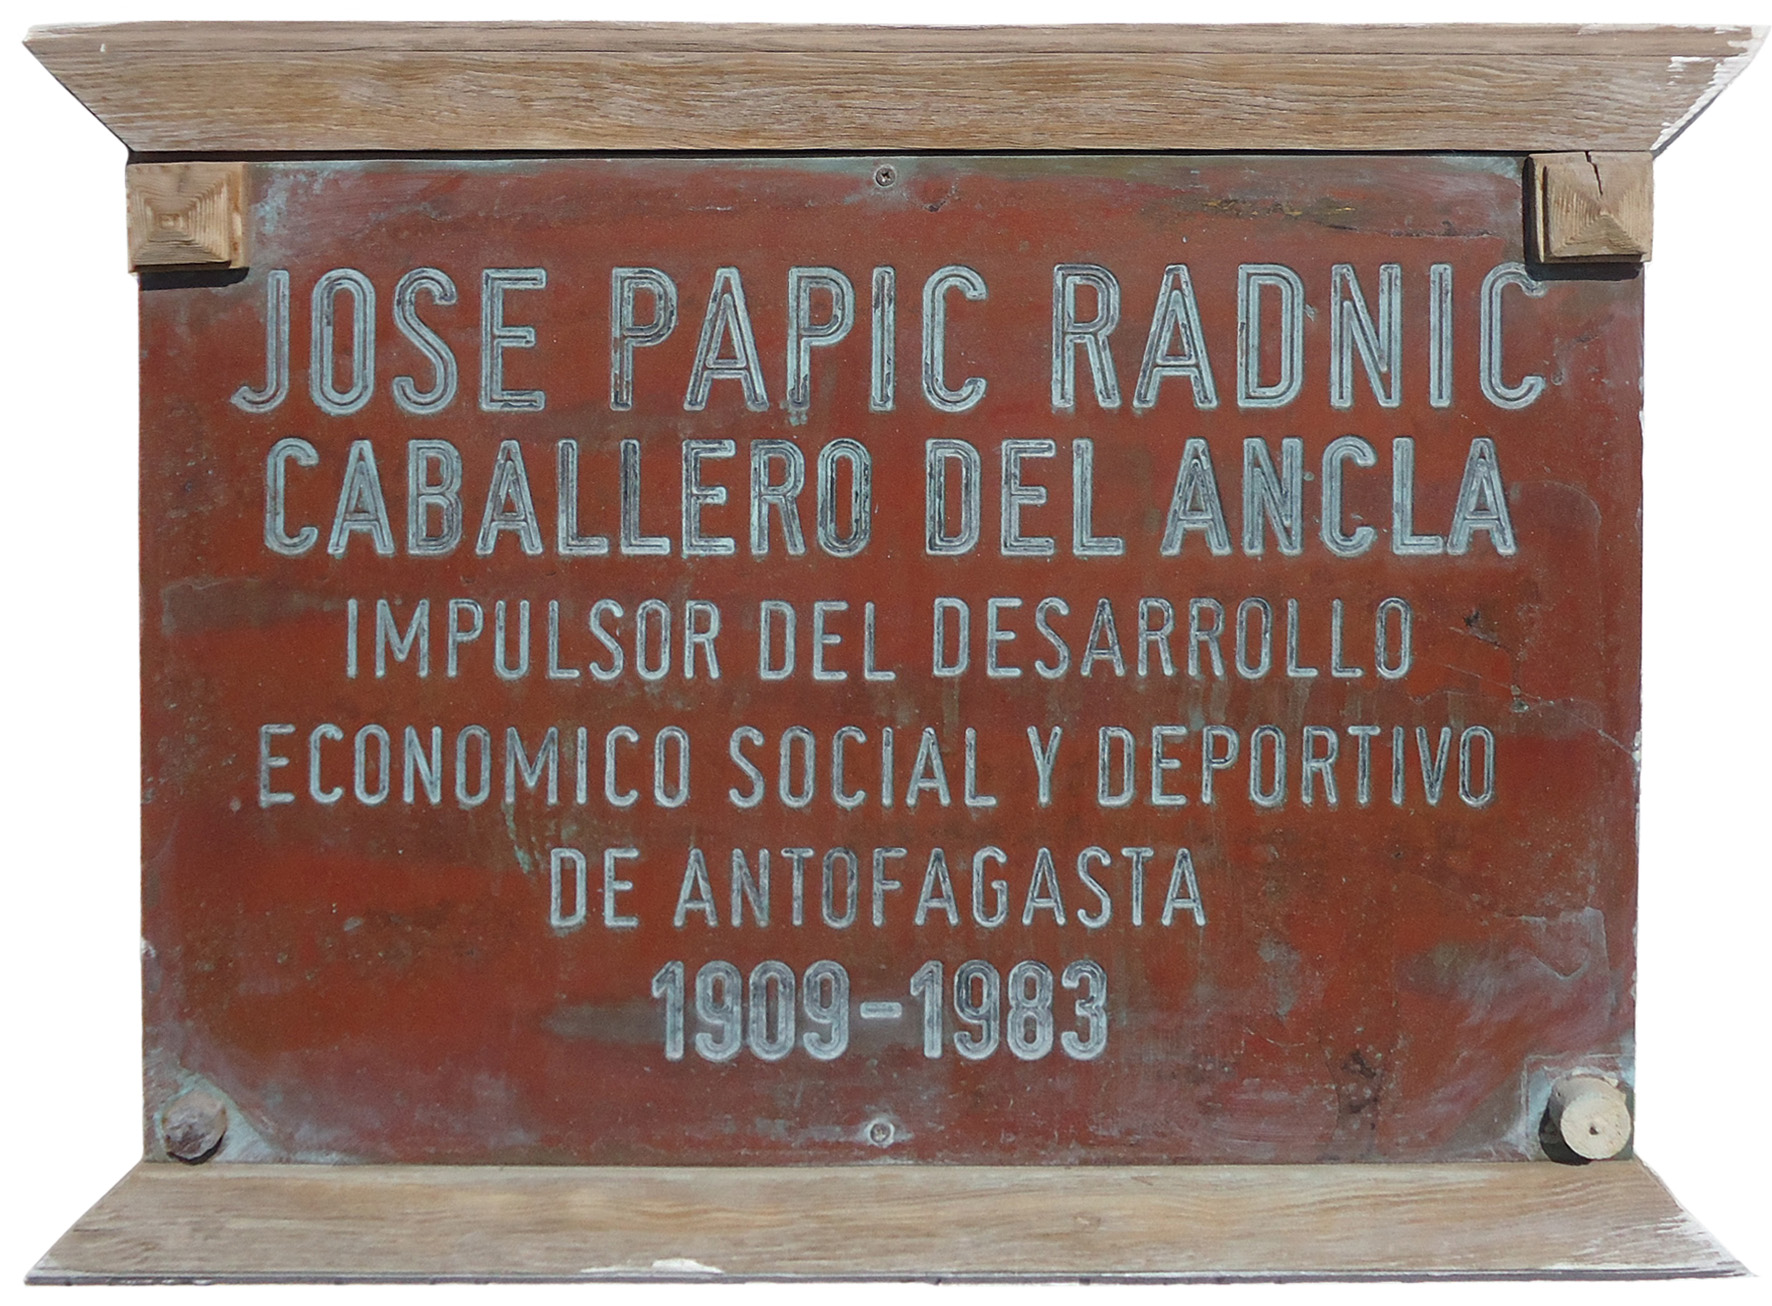 JOSE PAPIC RADNIC
CABALLERO DEL ANCLA
IMPULSOR DEL DESARROLLO
ECONOMICO SOCIAL Y DEPORTIVO
DE ANTOFAGASTA
1909-1983